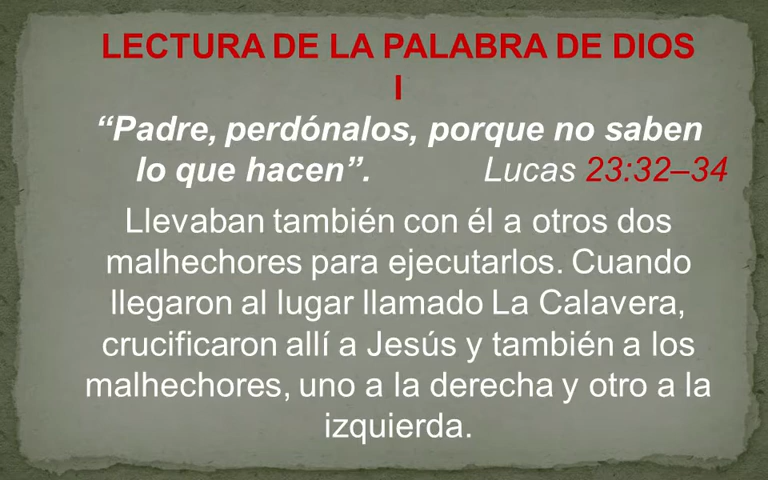 LECTURA DE LA PALABRA DE DIOS
I
“Padre, perdónalos, porque no saben
lo que hacen”. Lucas 23:32–34
Llevaban también con él a otros dos
malhechores para ejecutarlos. Cuando
llegaron al lugar llamado La Calavera,
crucificaron allí a Jesús y también a los
malhechores, uno a la derecha y otro a la
izquierda.